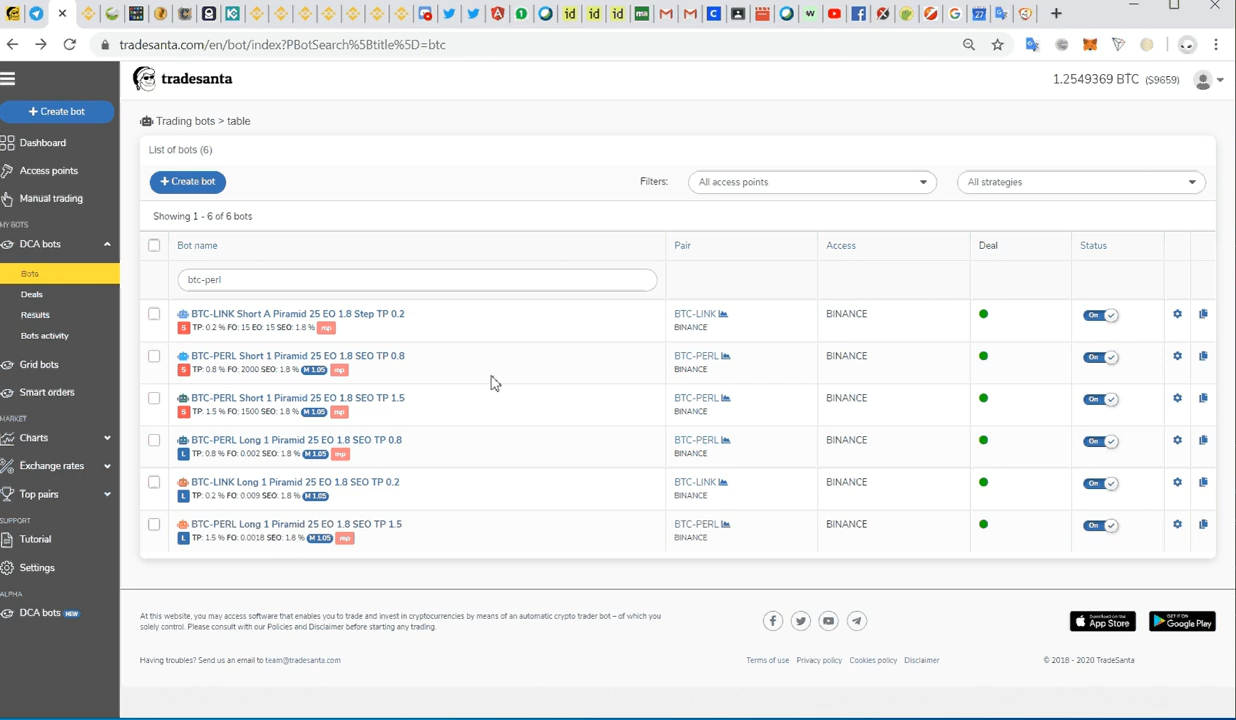 tradesanta.com/en/bot/index?PBotSearch%5Btitle%5D=btc
tradesanta
1.2549369 BTC ($9659)
+ Create bot
Dashboard
Access points
Manual trading
MY BOTS
DCA bots
Bots
Deals
Results
Bots activity
Grid bots
Smart orders
MARKET
Charts
Exchange rates
Top pairs
SUPPORT
Tutorial
Settings
ALPHA
DCA bots NEW
Trading bots > table
List of bots (6)
+ Create bot
Filters:
All access points
All strategies
Showing 1 - 6 of 6 bots
Bot name Pair Access Deal Status
btc-perl
BTC-LINK Short A Piramid 25 EO 1.8 Step TP 0.2 BTC-LINK BINANCE On
S TP: 0.2 % FO: 15 EO: 15 SEO: 1.8 % mp BINANCE
BTC-PERL Short 1 Piramid 25 EO 1.8 SEO TP 0.8 BTC-PERL BINANCE On
S TP: 0.8 % FO: 2000 SEO: 1.8 % M 1.05 mp BINANCE
BTC-PERL Short 1 Piramid 25 EO 1.8 SEO TP 1.5 BTC-PERL BINANCE On
S TP: 1.5 % FO: 1500 SEO: 1.8 % M 1.05 mp BINANCE
BTC-PERL Long 1 Piramid 25 EO 1.8 SEO TP 0.8 BTC-PERL BINANCE On
L TP: 0.8 % FO: 0.002 SEO: 1.8 % M 1.05 mp BINANCE
BTC-LINK Long 1 Piramid 25 EO 1.8 SEO TP 0.2 BTC-LINK BINANCE On
L TP: 0.2 % FO: 0.009 SEO: 1.8 % M 1.05 BINANCE
BTC-PERL Long 1 Piramid 25 EO 1.8 SEO TP 1.5 BTC-PERL BINANCE On
L TP: 1.5 % FO: 0.0018 SEO: 1.8 % M 1.05 mp BINANCE
At this website, you may access software that enables you to trade and invest in cryptocurrencies by means of an automatic crypto trader bot – of which you
solely control. Please consult with our Policies and Disclaimer before starting any trading.
Download on the
App Store
GET IT ON
Google Play
Having troubles? Send us an email to team@tradesanta.com
Terms of use Privacy policy Cookies policy Disclaimer
© 2018 - 2020 TradeSanta